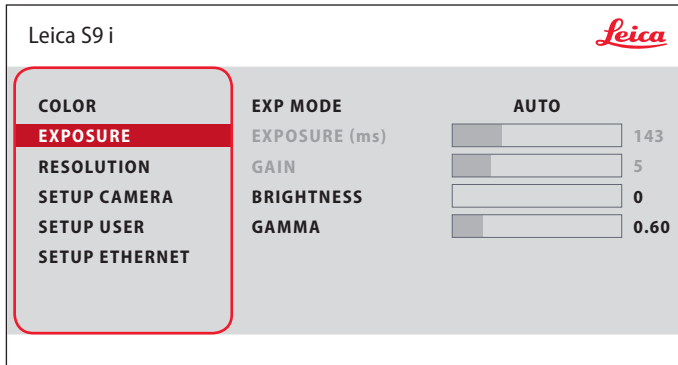 Leica S9 i
Leica
COLOR
EXPOSURE
RESOLUTION
SETUP CAMERA
SETUP USER
SETUP ETHERNET
EXP MODE AUTO
EXPOSURE (ms) 143
GAIN 5
BRIGHTNESS 0
GAMMA 0.60